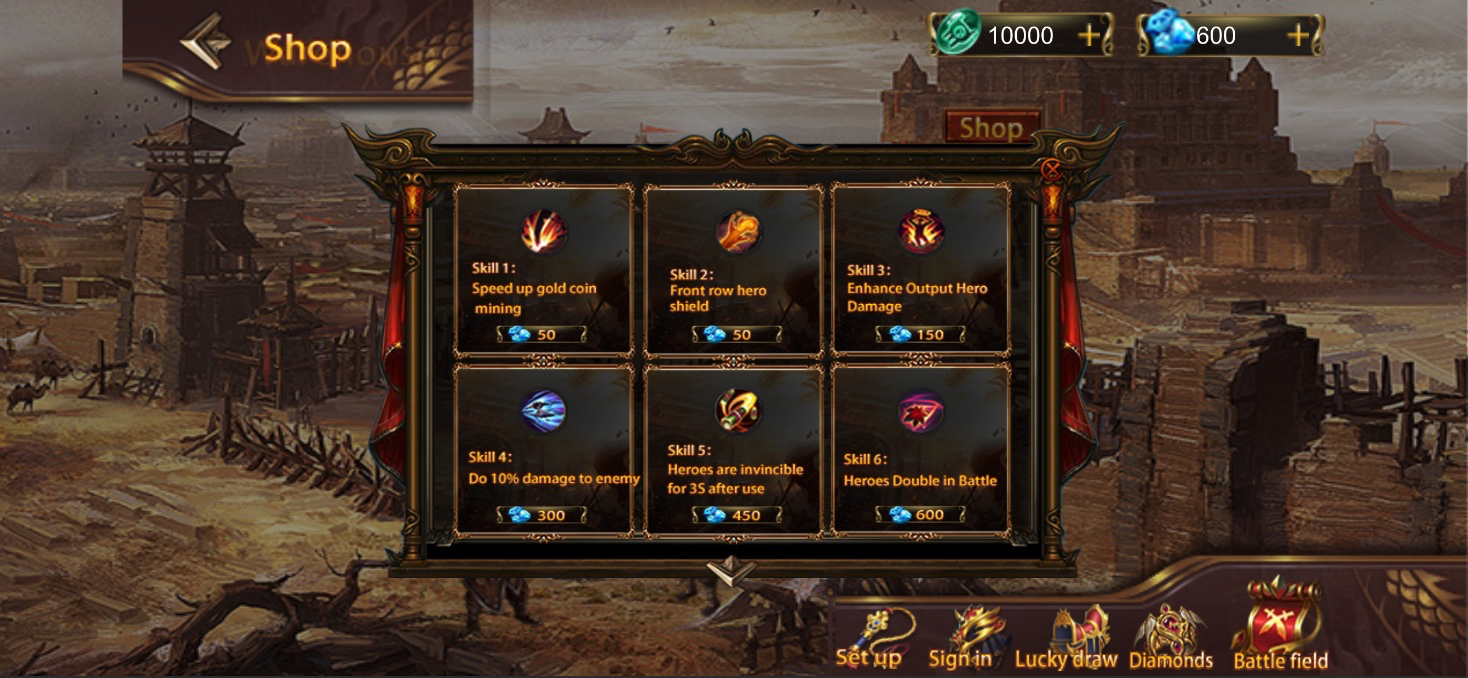 Shop
10000
600
Shop
Skill 1:
Speed up gold coin
mining
50
Skill 2:
Front row hero
shield
50
Skill 3:
Enhance Output Hero
Damage
150
Skill 4:
Do 10% damage to enemy
300
Skill 5:
Heroes are invincible
for 3S after use
450
Skill 6:
Heroes Double in Battle
600
Set up
Sign in
Lucky draw
Diamonds
Battle field